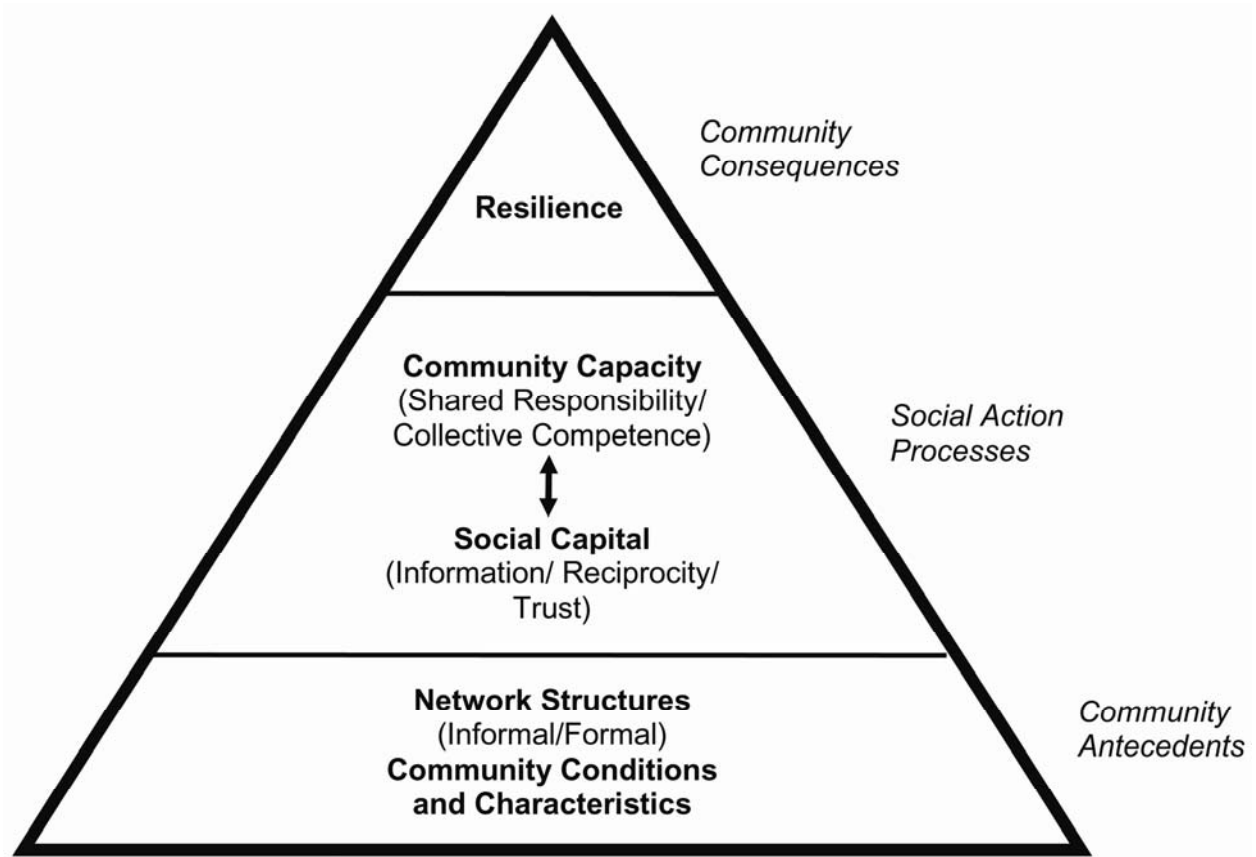 Community
Consequences
Resilience
Community Capacity
(Shared Responsibility/
Collective Competence)
Social Action
Processes
Social Capital
(Information/ Reciprocity/
Trust)
Network Structures
(Informal/Formal)
Community Conditions
and Characteristics
Community
Antecedents